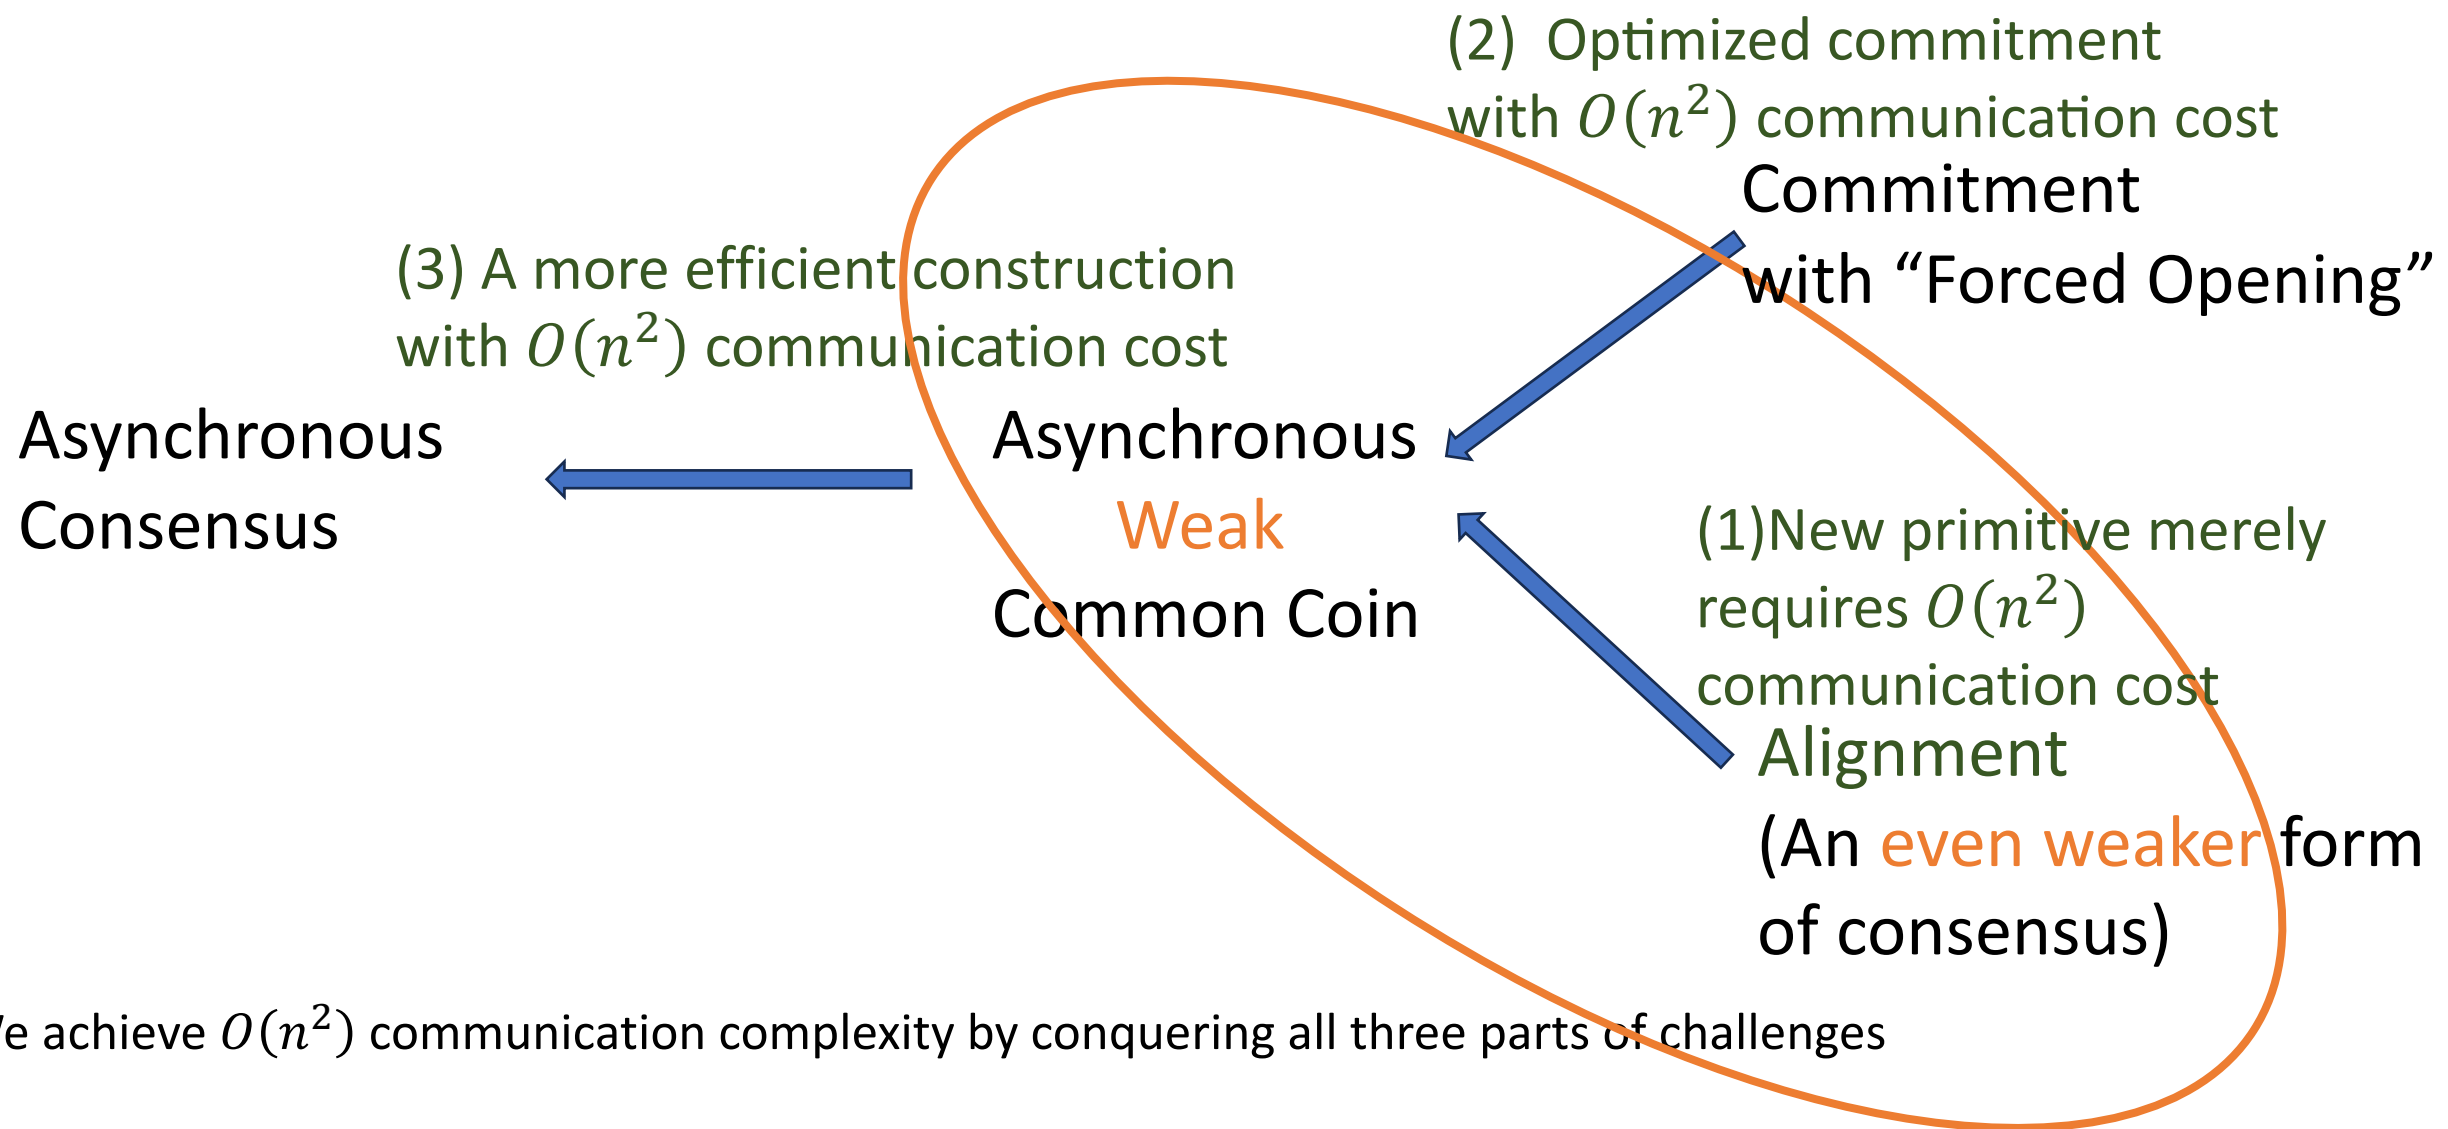 (2) Optimized commitment
with O(n²) communication cost
Commitment
with “Forced Opening”
(3) A more efficient construction
with O(n²) communication cost
Asynchronous
Consensus
Asynchronous
Weak
Common Coin
(1)New primitive merely
requires O(n²)
communication cost
Alignment
(An even weaker form
of consensus)
achieve O(n²) communication complexity by conquering all three parts of challenges